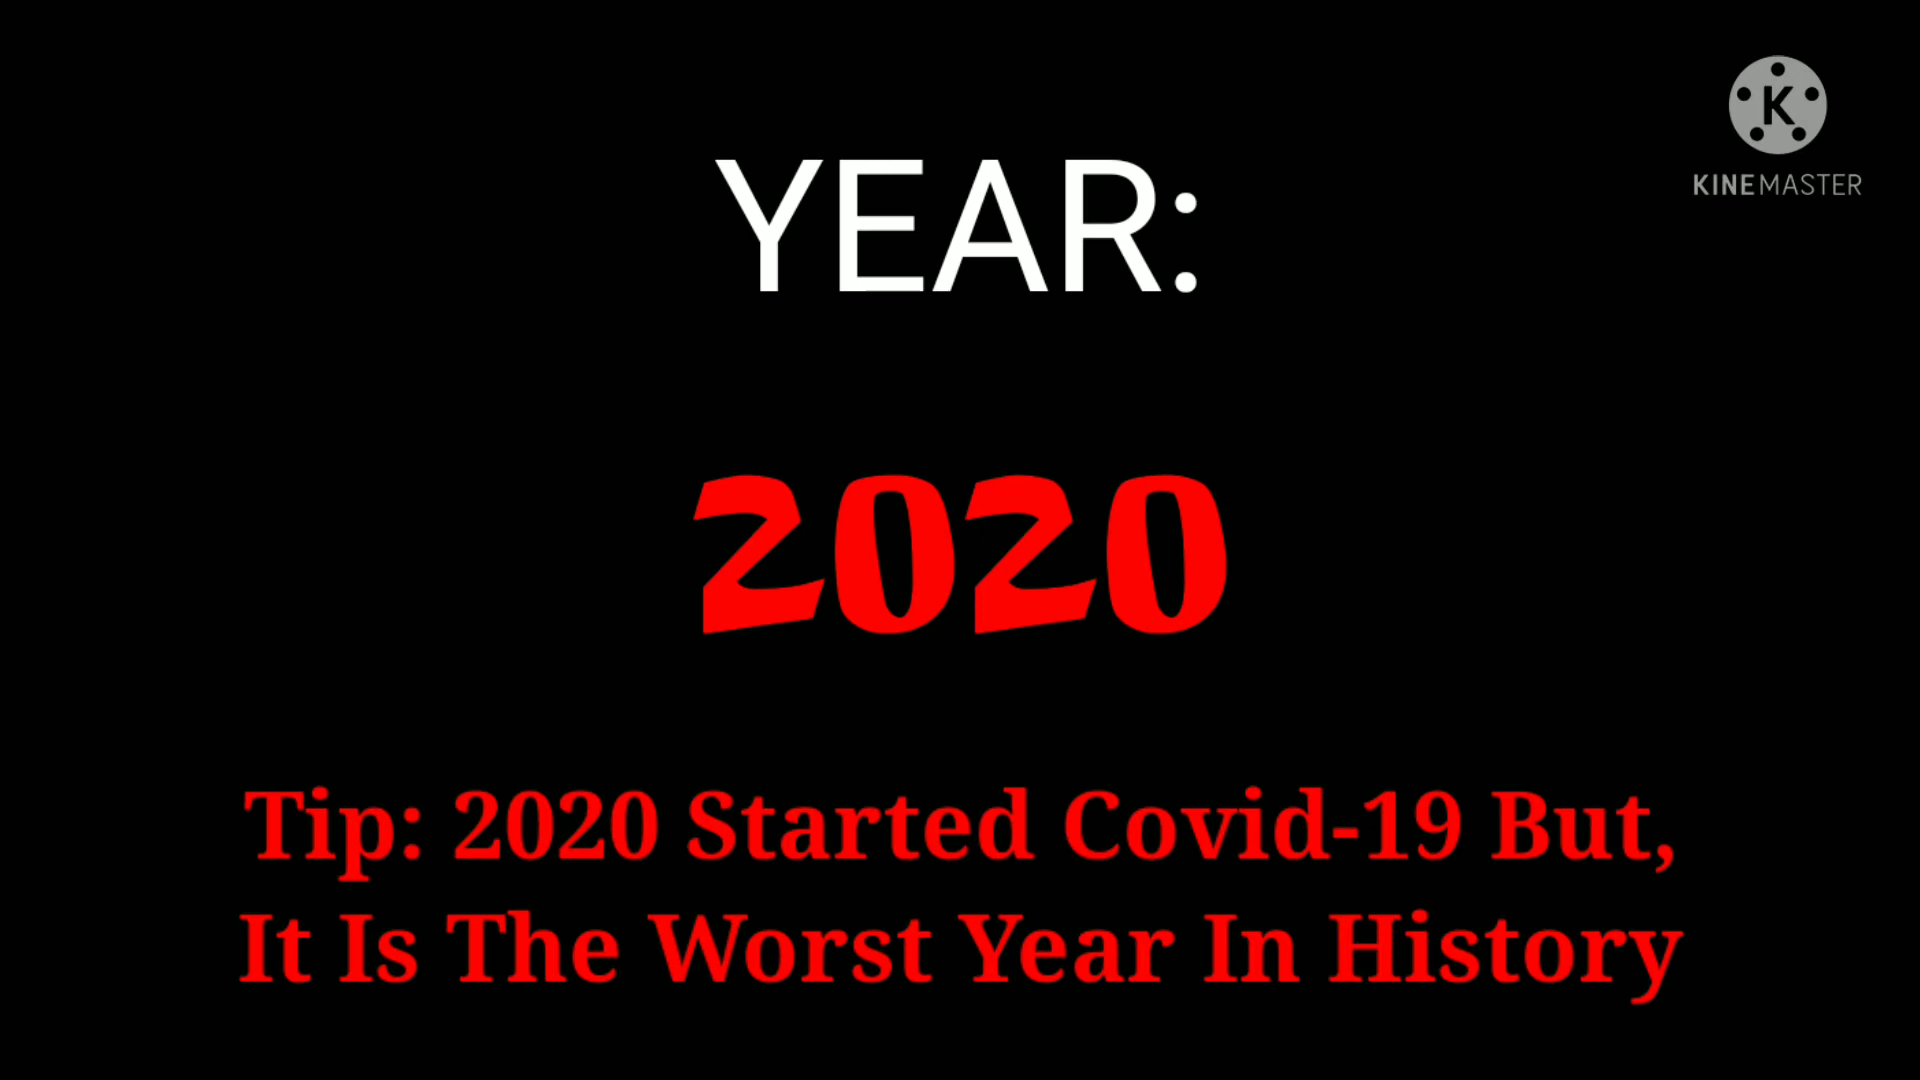 YEAR:
K
KINEMASTER
2020
Tip: 2020 Started Covid-19 But,
It Is The Worst Year In History